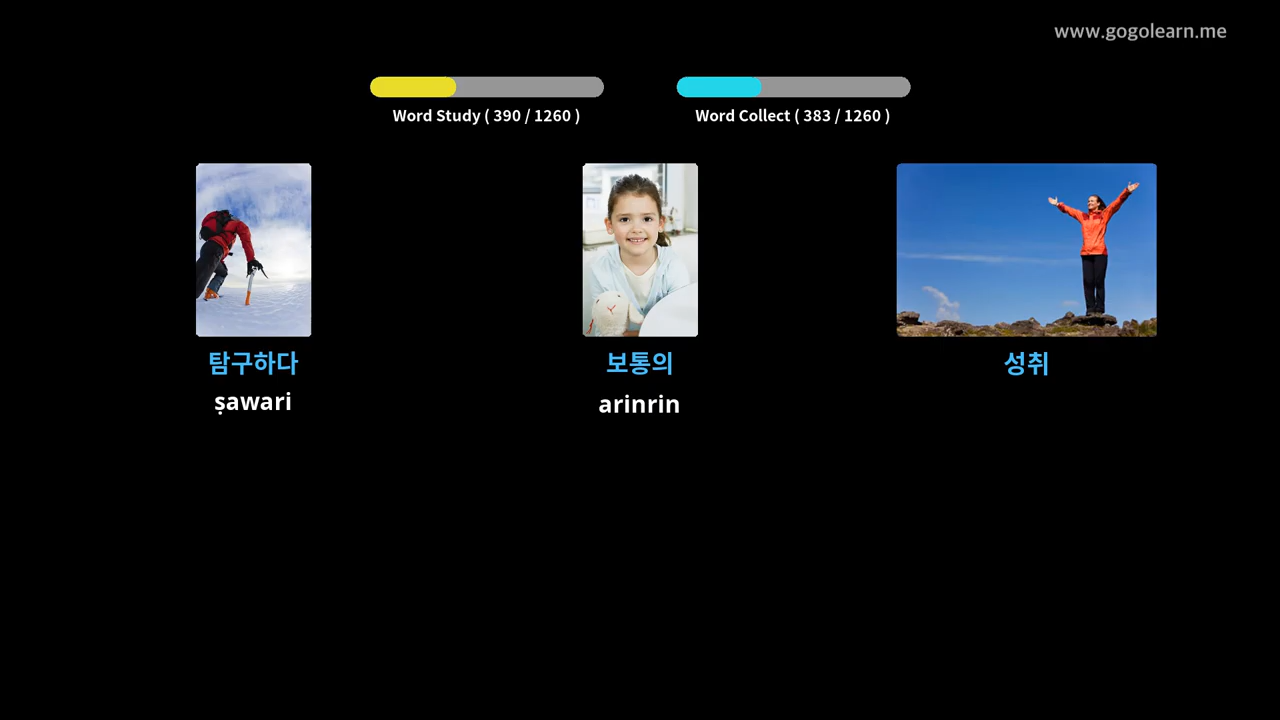 www.gogolearn.me
Word Study ( 390 / 1260 )
Word Collect ( 383 / 1260 )
탐구하다
보통의
성취
ṣawari
arinrin